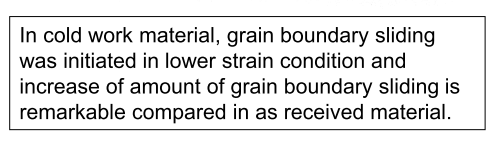 In cold work material, grain boundary sliding
was initiated in lower strain condition and
increase of amount of grain boundary sliding is
remarkable compared in as received material.